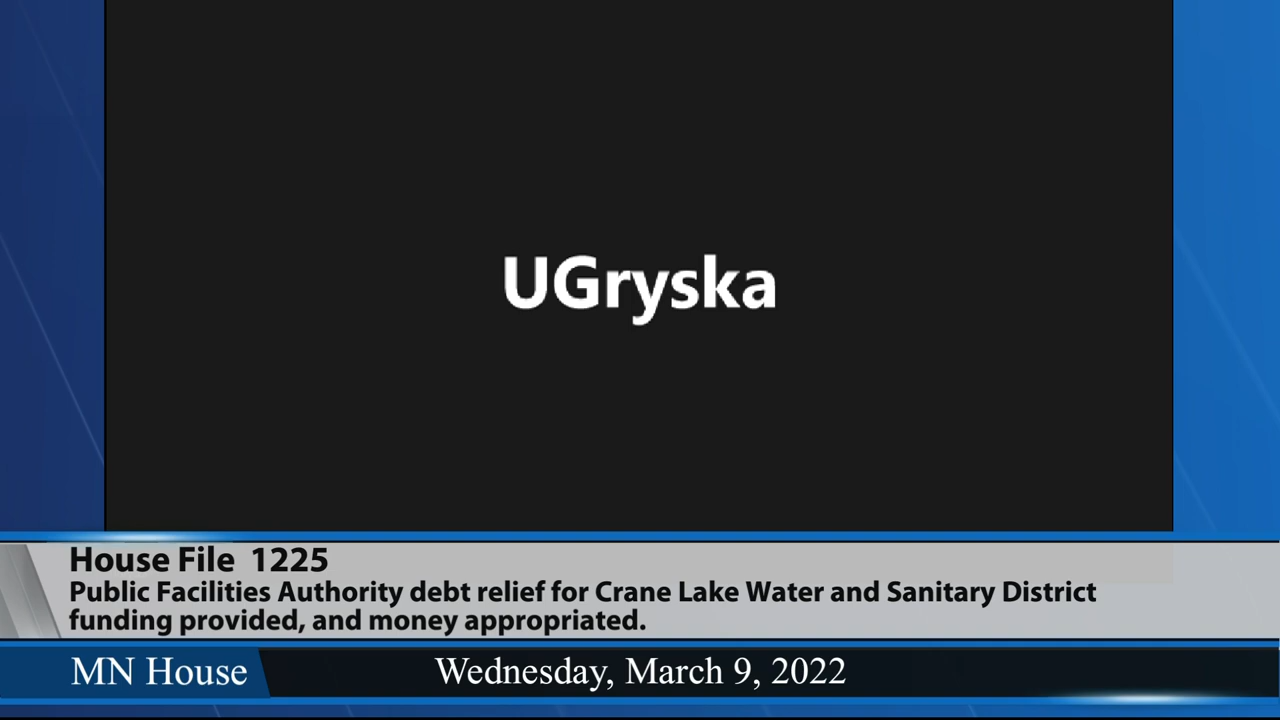 UGryska
House File 1225
Public Facilities Authority debt relief for Crane Lake Water and Sanitary District
funding provided, and money appropriated.
MN House
Wednesday, March 9, 2022